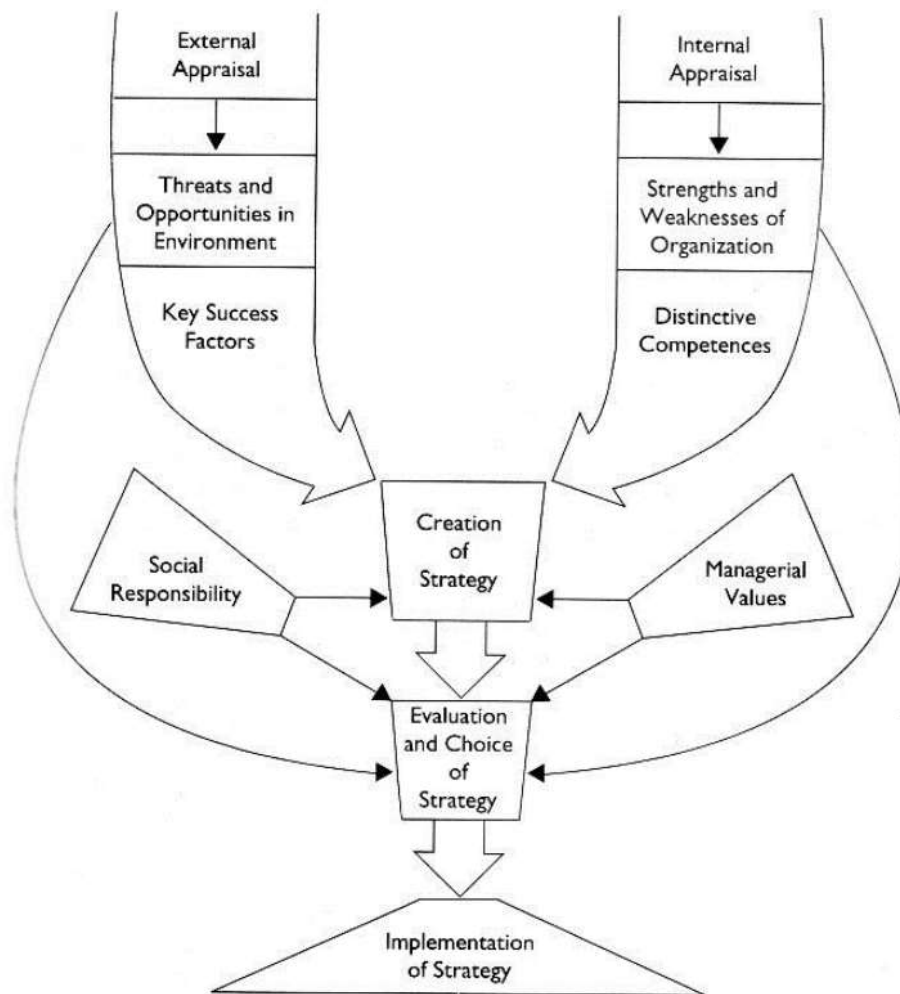 External
Appraisal
Internal
Appraisal
Threats and
Opportunities in
Environment
Strengths and
Weaknesses of
Organization
Key Success
Factors
Distinctive
Competences
Creation
of
Strategy
Social
Responsibility
Managerial
Values
Evaluation
and Choice
of
Strategy
Implementation
of Strategy